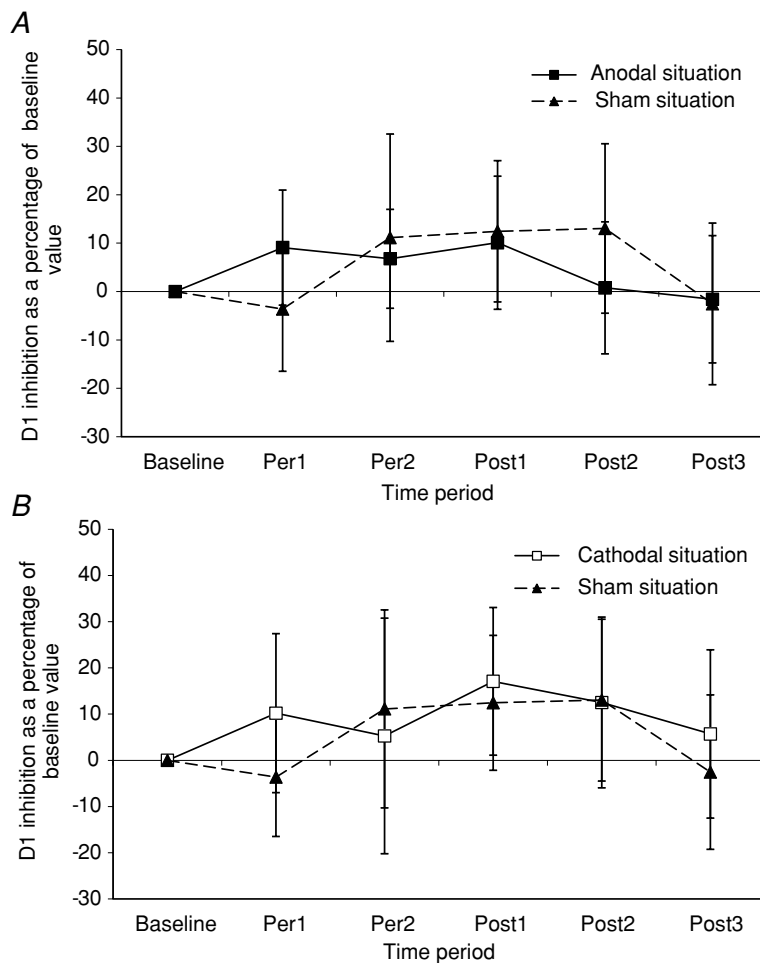 A
50
40
30
20
10
0
-10
-20
-30
D1 inhibition as a percentage of baseline
value
Anodal situation
Sham situation
Baseline Per1 Per2 Post1 Post2 Post3
Time period
B
50
40
30
20
10
0
-10
-20
-30
D1 inhibition as a percentage of
baseline value
Cathodal situation
Sham situation
Baseline Per1 Per2 Post1 Post2 Post3
Time period